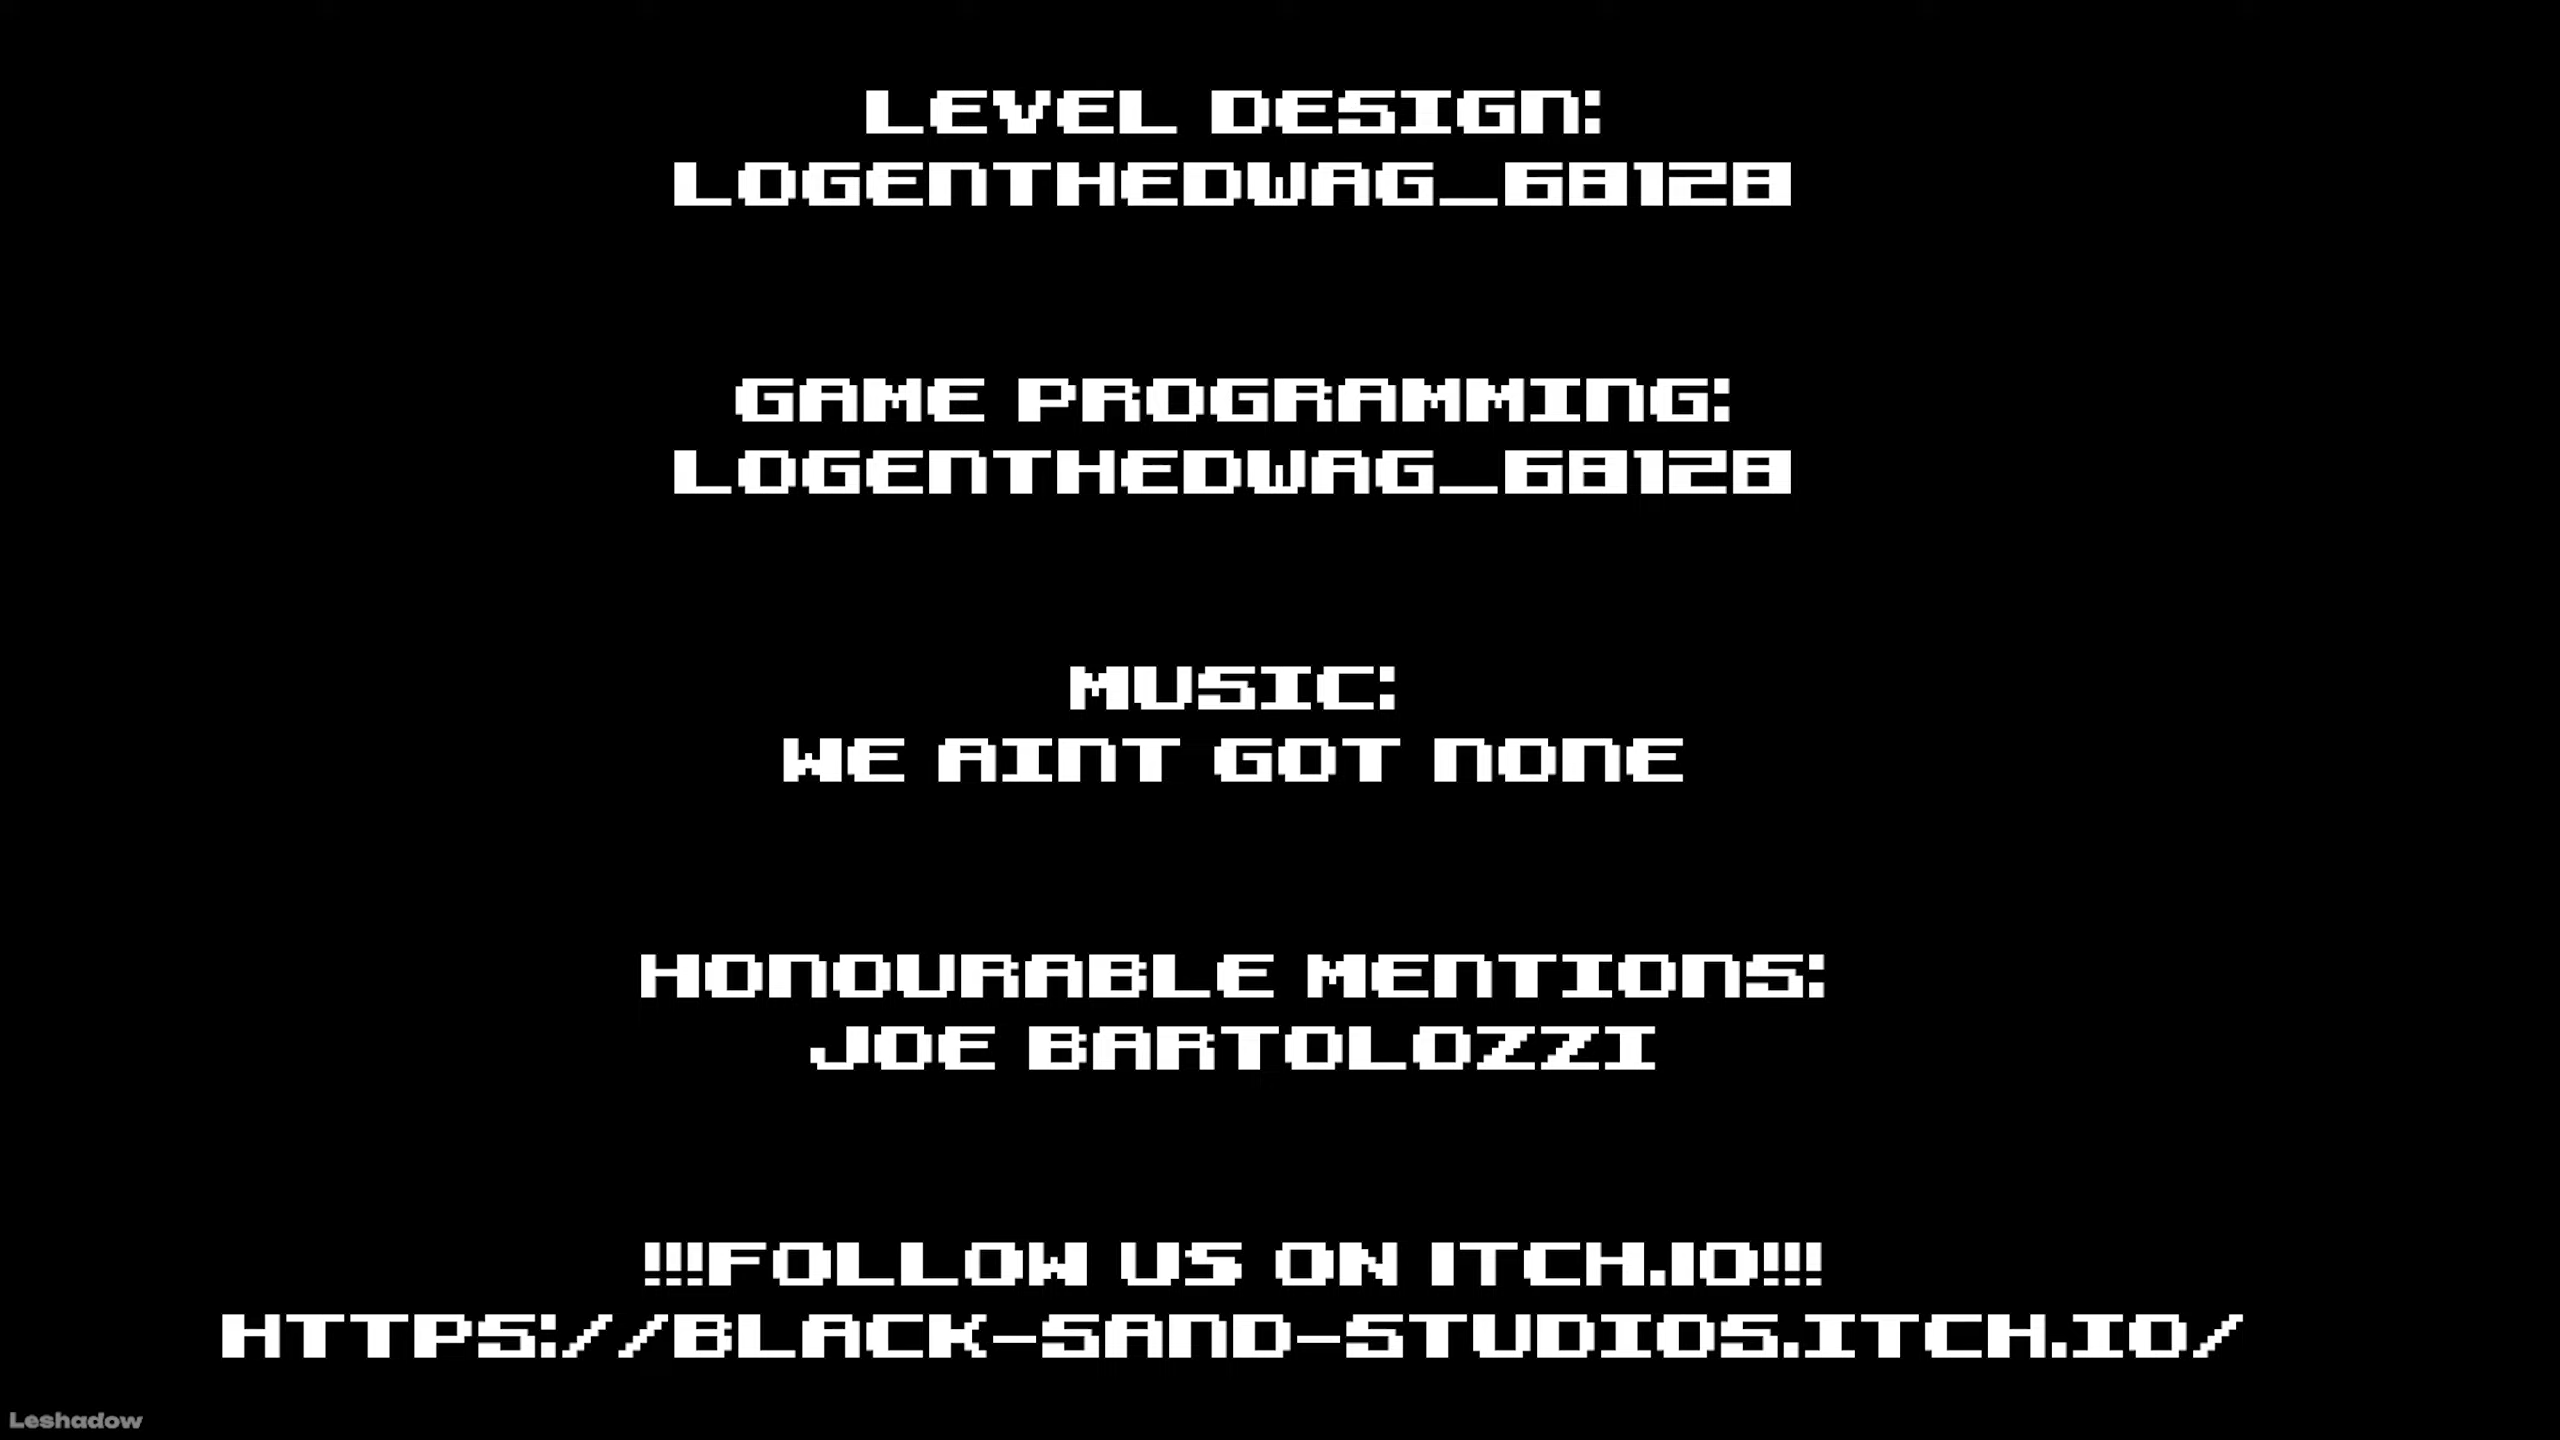 LEVEL DESIGN:
LOGENTHEDWAG_68128
GAME PROGRAMMING:
LOGENTHEDWAG_68128
MUSIC:
WE AINT GOT NONE
HONOURABLE MENTIONS:
JOE BARTOLOZZI
!!!FOLLOW US ON ITCH.IO!!!
HTTPS://BLACK-SAND-STUDIOS.ITCH.IO/
Leshadow